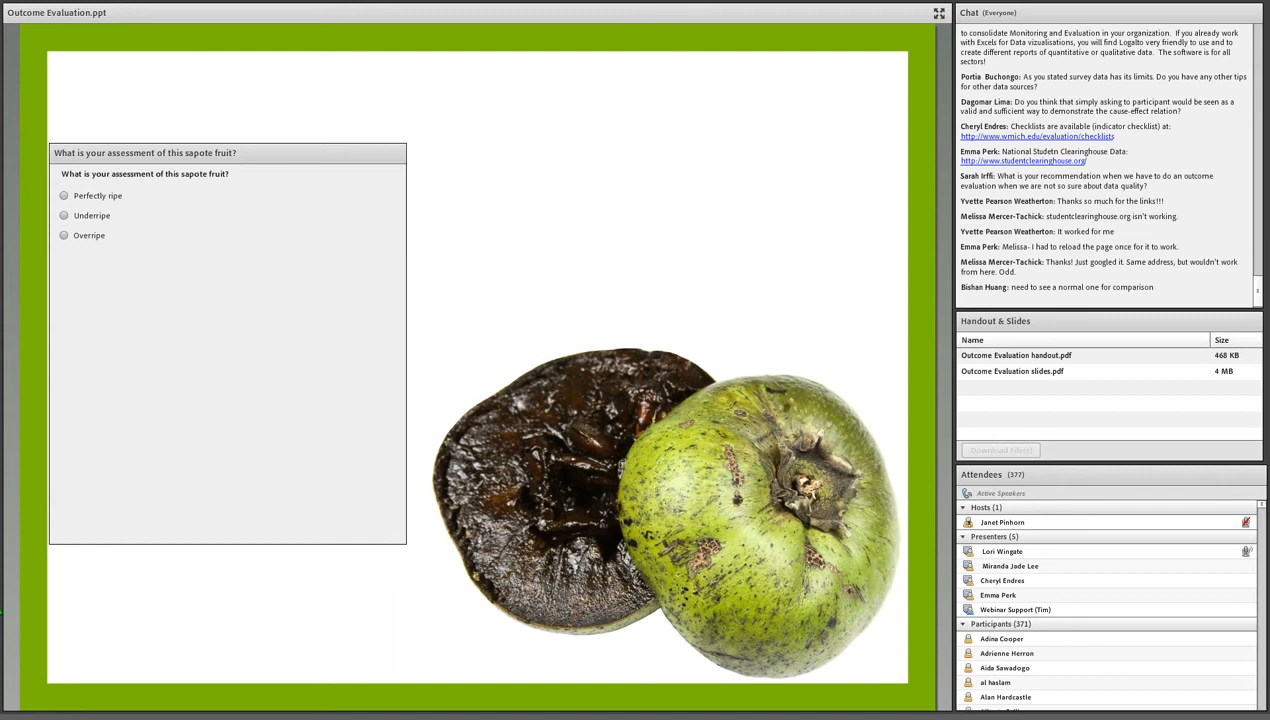 Outcome Evaluation.ppt
What is your assessment of this sapote fruit?
What is your assessment of this sapote fruit?
Perfectly ripe
Underripe
Overripe
Chat (Everyone)
to consolidate Monitoring and Evaluation in your organization. If you already work
with Excels for Data vizualisations, you will find Logalto very friendly to use and to
create different reports of quantitative or qualitative data. The software is for all
sectors!
Portia Buchongo: As you stated survey data has its limits. Do you have any other tips
for other data sources?
Dagomar Lima: Do you think that simply asking to participant would be seen as a
valid and sufficient way to demonstrate the cause-effect relation?
Cheryl Endres: Checklists are available (indicator checklist) at:
http://www.wmich.edu/evaluation/checklists
Emma Perk: National Studetn Clearinghouse Data:
http://www.studentclearinghouse.org/
Sarah Irffi: What is your recommendation when we have to do an outcome
evaluation when we are not so sure about data quality?
Yvette Pearson Weatherton: Thanks so much for the links!!!
Melissa Mercer-Tachick: studentclearinghouse.org isn't working.
Yvette Pearson Weatherton: It worked for me
Emma Perk: Melissa- I had to reload the page once for it to work.
Melissa Mercer-Tachick: Thanks! Just googled it. Same address, but wouldn't work
from here. Odd.
Bishan Huang: need to see a normal one for comparison
Handout & Slides
Name Size
Outcome Evaluation handout.pdf 468 KB
Outcome Evaluation slides.pdf 4 MB
Download File(s)
Attendees (377)
Active Speakers
Hosts (1)
Janet Pinhorn
Presenters (5)
Lori Wingate
Miranda Jade Lee
Cheryl Endres
Emma Perk
Webinar Support (Tim)
Participants (371)
Adina Cooper
Adrienne Herron
Aida Sawadogo
al haslam
Alan Hardcastle